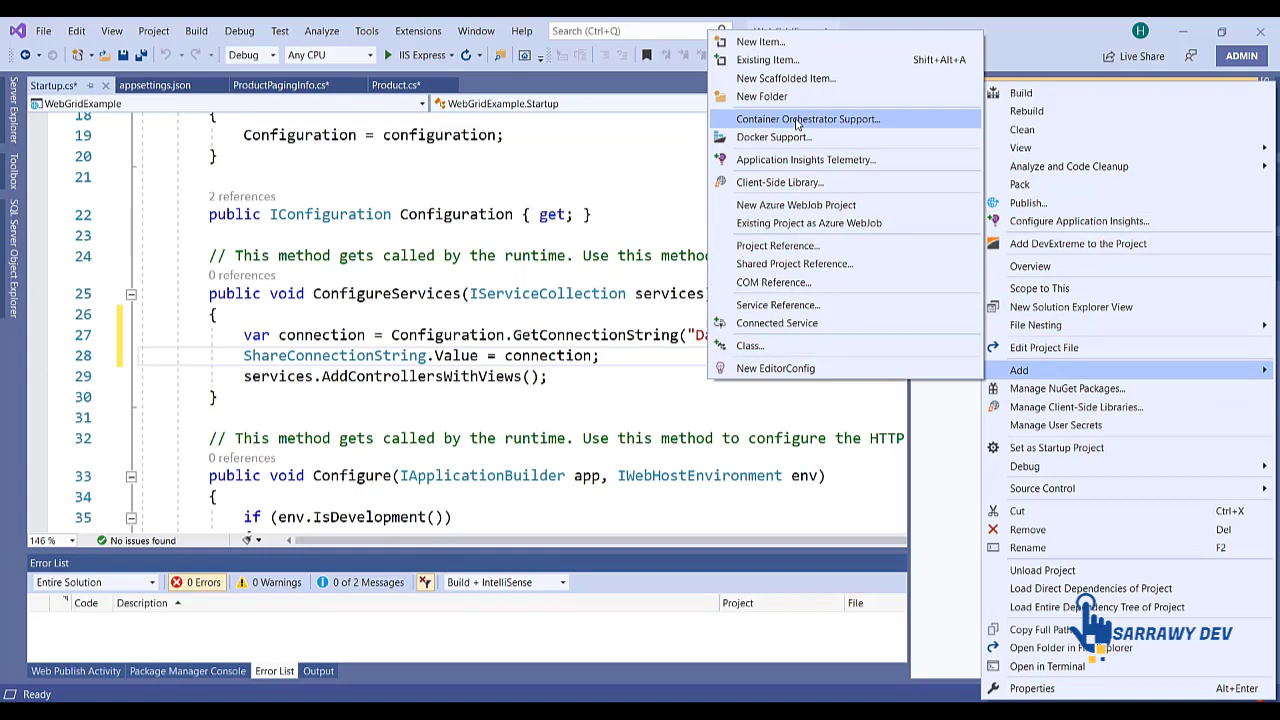 File Edit View Project Build Debug Test Analyze Tools Extensions Window Help Search (Ctrl+Q)
H
Debug Any CPU IIS Express Live Share ADMIN
Startup.cs* appsettings.json ProductPagingInfo.cs* Product.cs*
WebGridExample WebGridExample.Startup
Server Explorer
Toolbox
SQL Server Object Explorer
18 {
19 Configuration = configuration;
20 }
21
2 references
22 public IConfiguration Configuration { get; }
23
24 // This method gets called by the runtime. Use this meth
0 references
25 public void ConfigureServices(IServiceCollection services)
26 {
27 var connection = Configuration.GetConnectionString("Da
28 ShareConnectionString.Value = connection;
29 services.AddControllersWithViews();
30 }
31
32 // This method gets called by the runtime. Use this method to configure the HTTP
0 references
33 public void Configure(IApplicationBuilder app, IWebHostEnvironment env)
34 {
35 if (env.IsDevelopment())
146 % No issues found
Error List
Entire Solution 0 Errors 0 Warnings 0 of 2 Messages Build + IntelliSense
Code Description Project File
Web Publish Activity Package Manager Console Error List Output
Ready
New Item...
Existing Item... Shift+Alt+A
New Scaffolded Item...
New Folder
Container Orchestrator Support...
Docker Support...
Application Insights Telemetry...
Client-Side Library...
New Azure WebJob Project
Existing Project as Azure WebJob
Project Reference...
Shared Project Reference...
COM Reference...
Service Reference...
Connected Service
Class...
New EditorConfig
Build
Rebuild
Clean
View
Analyze and Code Cleanup
Pack
Publish...
Configure Application Insights...
Add DevExtreme to the Project
Overview
Scope to This
New Solution Explorer View
File Nesting
Edit Project File
Add
Manage NuGet Packages...
Manage Client-Side Libraries...
Manage User Secrets
Set as Startup Project
Debug
Source Control
Cut Ctrl+X
Remove Del
Rename F2
Unload Project
Load Direct Dependencies of Project
Load Entire Dependency Tree of Project
Copy Full Path
Open Folder in File Explorer
Open in Terminal
Properties Alt+Enter
SARRAWY DEV